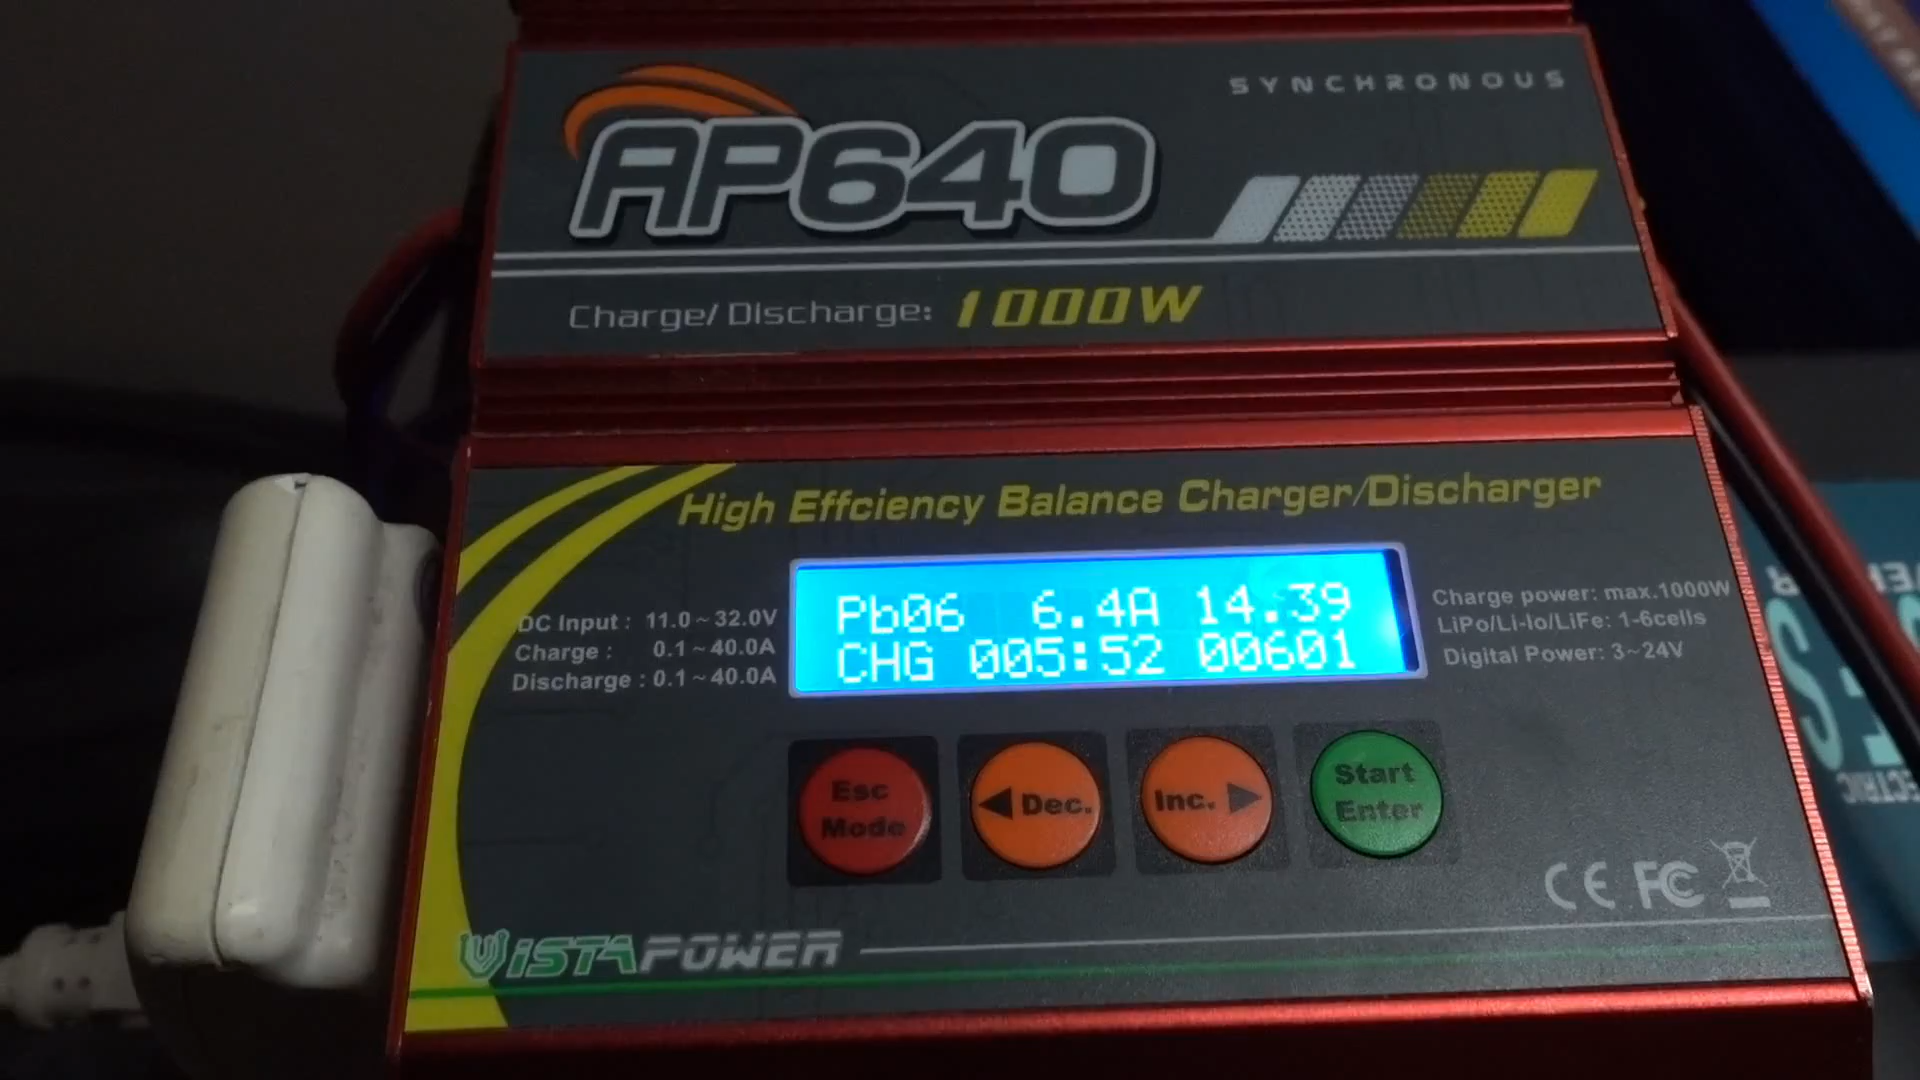 SYNCHRONOUS
AP640
Charge/Discharge: 1000W
High Effciency Balance Charger/Discharger
DC Input : 11.0~32.0V
Charge : 0.1~40.0A
Discharge : 0.1~40.0A
Pb06 6.4A 14.39
CHG 005:52 00601
Charge power: max.1000W
LiPo/Li-Io/LiFe: 1-6cells
Digital Power: 3~24V
Esc Mode
◀ Dec.
Inc. ▶
Start Enter
CE FC
ViSTAPOWER